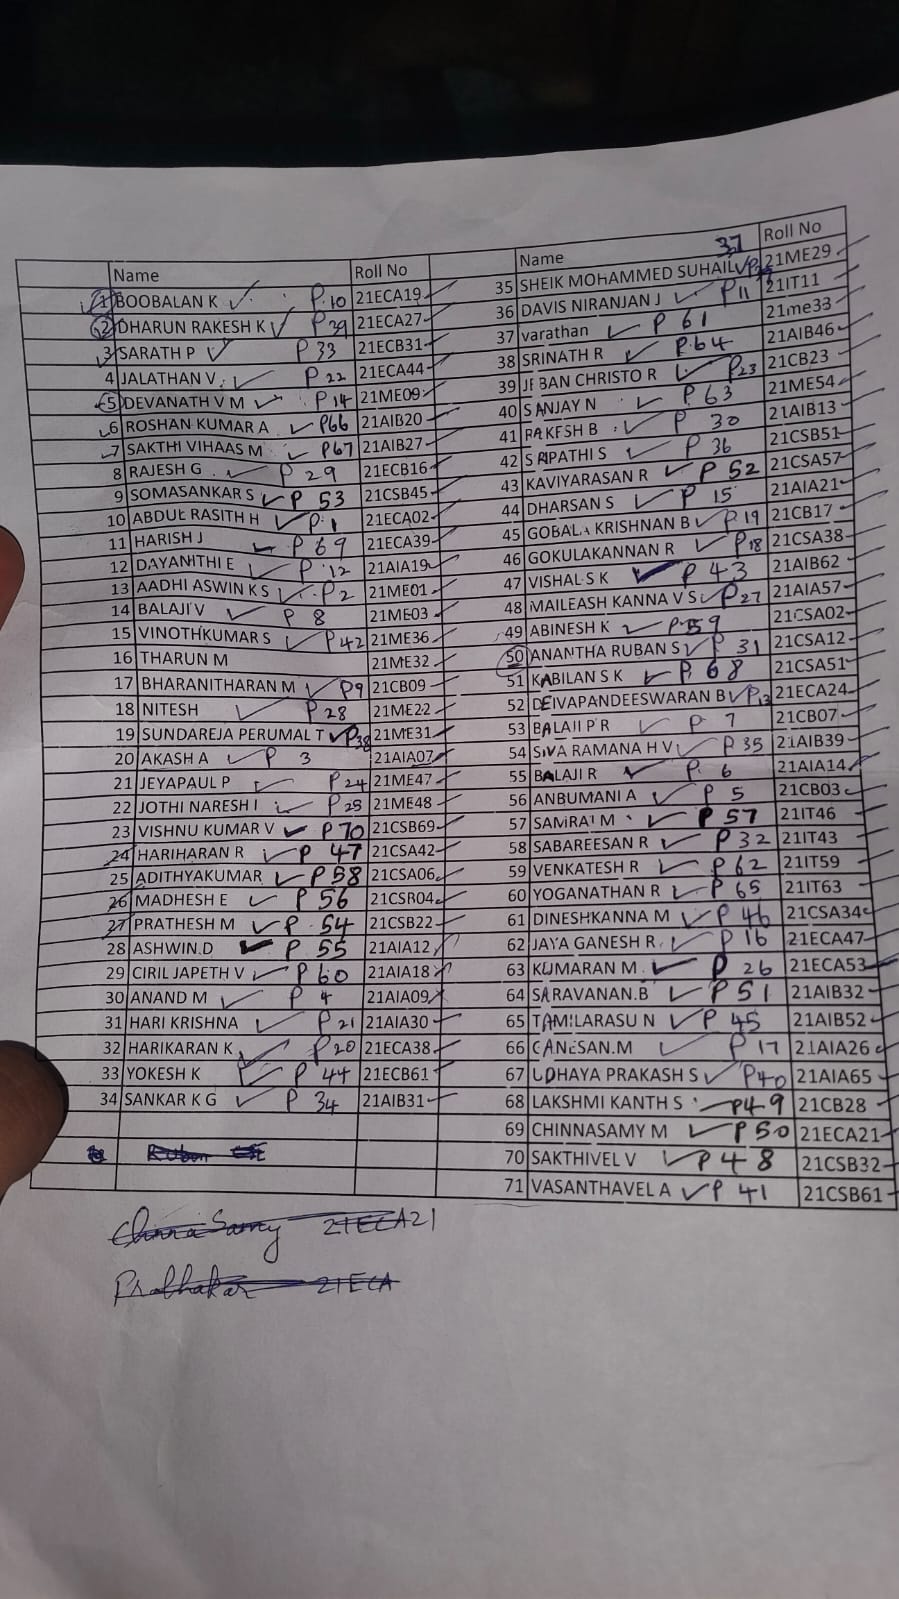 Name Roll No
1 BOOBALAN K ✓ P 10 21ECA19
2 DHARUN RAKESH K ✓ P 39 21ECA27
3 SARATH P ✓ P 33 21ECB31
4 JALATHAN V. ✓ P 22 21ECA44
5 DEVANATH V M ✓ P 14 21ME09
6 ROSHAN KUMAR A ✓ P66 21AIB20
7 SAKTHI VIHAAS M ✓ P67 21AIB27
8 RAJESH G ✓ P 29 21ECB16
9 SOMASANKAR S ✓ P 53 21CSB45
10 ABDUL RASITH H ✓ P. 1 21ECA02
11 HARISH J ✓ P 69 21ECA39
12 DAYANITHI E ✓ P 12 21AIA19
13 AADHI ASWIN K S ✓ P 2 21ME01
14 BALAJI V ✓ P 8 21ME03
15 VINOTHKUMAR S ✓ P 42 21ME36
16 THARUN M 21ME32
17 BHARANITHARAN M ✓ P9 21CB09
18 NITESH ✓ P 28 21ME22
19 SUNDAREJA PERUMAL T ✓ P38 21ME31
20 AKASH A ✓ P 3 21AIA07
21 JEYAPAUL P ✓ P 24 21ME47
22 JOTHI NARESH I ✓ P 25 21ME48
23 VISHNU KUMAR V ✓ P 70 21CSB69
24 HARIHARAN R ✓ P 47 21CSA42
25 ADITHYAKUMAR ✓ P 58 21CSA06
26 MADHESH E ✓ P 56 21CSR04
27 PRATHESH M ✓ P 54 21CSB22
28 ASHWIN.D ✓ P 55 21AIA12
29 CIRIL JAPETH V ✓ P 60 21AIA18
30 ANAND M ✓ P 4 21AIA09
31 HARI KRISHNA ✓ P 21 21AIA30
32 HARIKARAN K ✓ P 20 21ECA38
33 YOKESH K ✓ P 44 21ECB61
34 SANKAR K G ✓ P 34 21AIB31
Chinna Samy 21ECA21
Prabhakar 21ECA
Name Roll No
37
35 SHEIK MOHAMMED SUHAIL ✓ 21ME29
36 DAVIS NIRANJAN J ✓ P11 21IT11
37 varathan ✓ P 61 21me33
38 SRINATH R ✓ P.64 21AIB46
39 JEBAN CHRISTO R ✓ P23 21CB23
40 SANJAY N ✓ P 63 21ME54
41 RAKESH B ✓ P 30 21AIB13
42 SRIPATHI S ✓ P 36 21CSB51
43 KAVIYARASAN R ✓ P 52 21CSA57
44 DHARSAN S ✓ P 15 21AIA21
45 GOBALA KRISHNAN B ✓ P 19 21CB17
46 GOKULAKANNAN R ✓ P18 21CSA38
47 VISHAL S K ✓ P 43 21AIB62
48 MAILEASH KANNA V S ✓ P27 21AIA57
49 ABINESH K ✓ P 59 21CSA02
50 ANANTHA RUBAN S ✓ P 31 21CSA12
51 KABILAN S K ✓ P 68 21CSA51
52 DEIVAPANDEESWARAN B ✓ P13 21ECA24
53 BALAJI P R ✓ P 7 21CB07
54 SIVA RAMANA H V ✓ P 35 21AIB39
55 BALAJI R ✓ P 6 21AIA14
56 ANBUMANI A ✓ P 5 21CB03
57 SAMRAJ M ✓ P 57 21IT46
58 SABAREESAN R ✓ P 32 21IT43
59 VENKATESH R ✓ P 62 21IT59
60 YOGANATHAN R ✓ P 65 21IT63
61 DINESHKANNA M ✓ P 46 21CSA34
62 JAYA GANESH R ✓ P 16 21ECA47
63 KUMARAN M ✓ P 26 21ECA53
64 SARAVANAN.B ✓ P 51 21AIB32
65 TAMILARASU N ✓ P 45 21AIB52
66 GANESAN.M ✓ P 17 21AIA26
67 UDHAYA PRAKASH S ✓ P40 21AIA65
68 LAKSHMI KANTH S ✓ P49 21CB28
69 CHINNASAMY M ✓ P 50 21ECA21
70 SAKTHIVEL V ✓ P 48 21CSB32
71 VASANTHAVEL A ✓ P 41 21CSB61